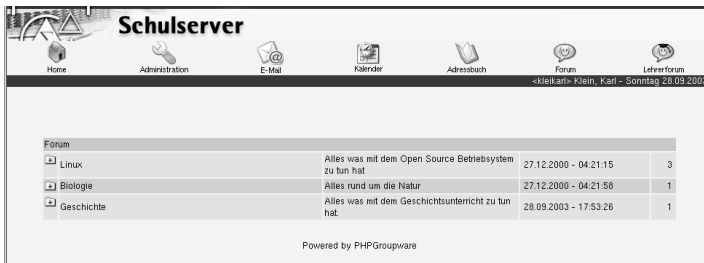 Schulserver
Home Administration E-Mail Kalender Adressbuch Forum Lehrerforum
<kleikarl> Klein, Karl - Sonntag 28.09.200
Forum
Linux Alles was mit dem Open Source Betriebsystem zu tun hat 27.12.2000 - 04:21:15 3
Biologie Alles rund um die Natur 27.12.2000 - 04:21:58 1
Geschichte Alles was mit dem Geschichtsunterricht zu tun hat. 28.09.2003 - 17:53:26 1
Powered by PHPGroupware